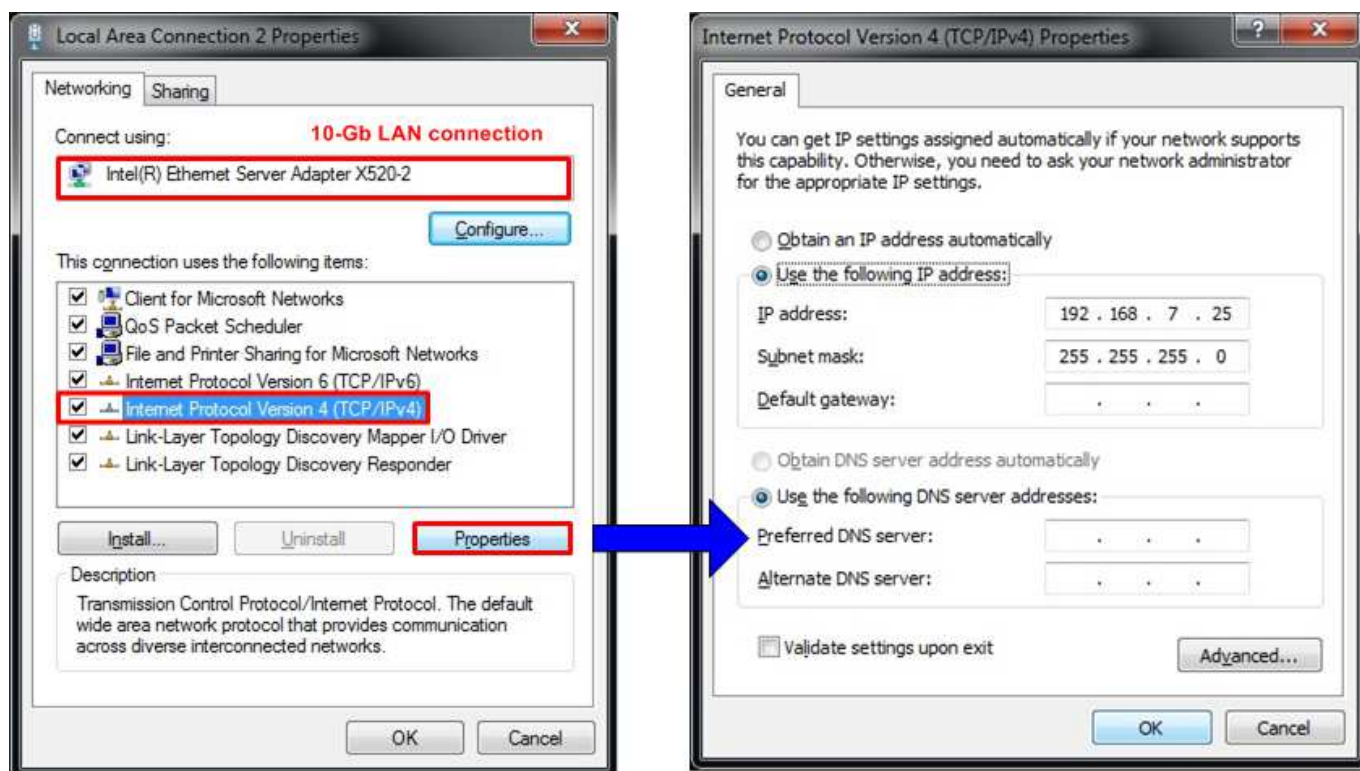 Local Area Connection 2 Properties
Networking
Sharing
Connect using:
10-Gb LAN connection
Intel(R) Ethernet Server Adapter X520-2
Configure...
This connection uses the following items:
Client for Microsoft Networks
QoS Packet Scheduler
File and Printer Sharing for Microsoft Networks
Internet Protocol Version 6 (TCP/IPv6)
Internet Protocol Version 4 (TCP/IPv4)
Link-Layer Topology Discovery Mapper I/O Driver
Link-Layer Topology Discovery Responder
Install...
Uninstall
Properties
Description
Transmission Control Protocol/Internet Protocol. The default
wide area network protocol that provides communication
across diverse interconnected networks.
OK
Cancel
Internet Protocol Version 4 (TCP/IPv4) Properties
General
You can get IP settings assigned automatically if your network supports
this capability. Otherwise, you need to ask your network administrator
for the appropriate IP settings.
Obtain an IP address automatically
Use the following IP address:
IP address:
192 . 168 . 7 . 25
Subnet mask:
255 . 255 . 255 . 0
Default gateway:
. . .
Obtain DNS server address automatically
Use the following DNS server addresses:
Preferred DNS server:
. . .
Alternate DNS server:
. . .
Validate settings upon exit
Advanced...
OK
Cancel